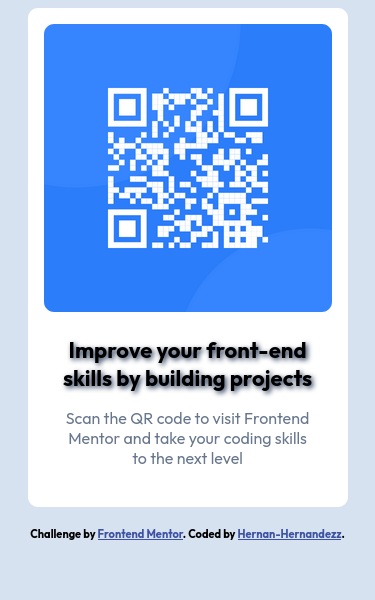 Improve your front-end
skills by building projects
Scan the QR code to visit Frontend
Mentor and take your coding skills
to the next level
Challenge by Frontend Mentor. Coded by Hernan-Hernandezz.